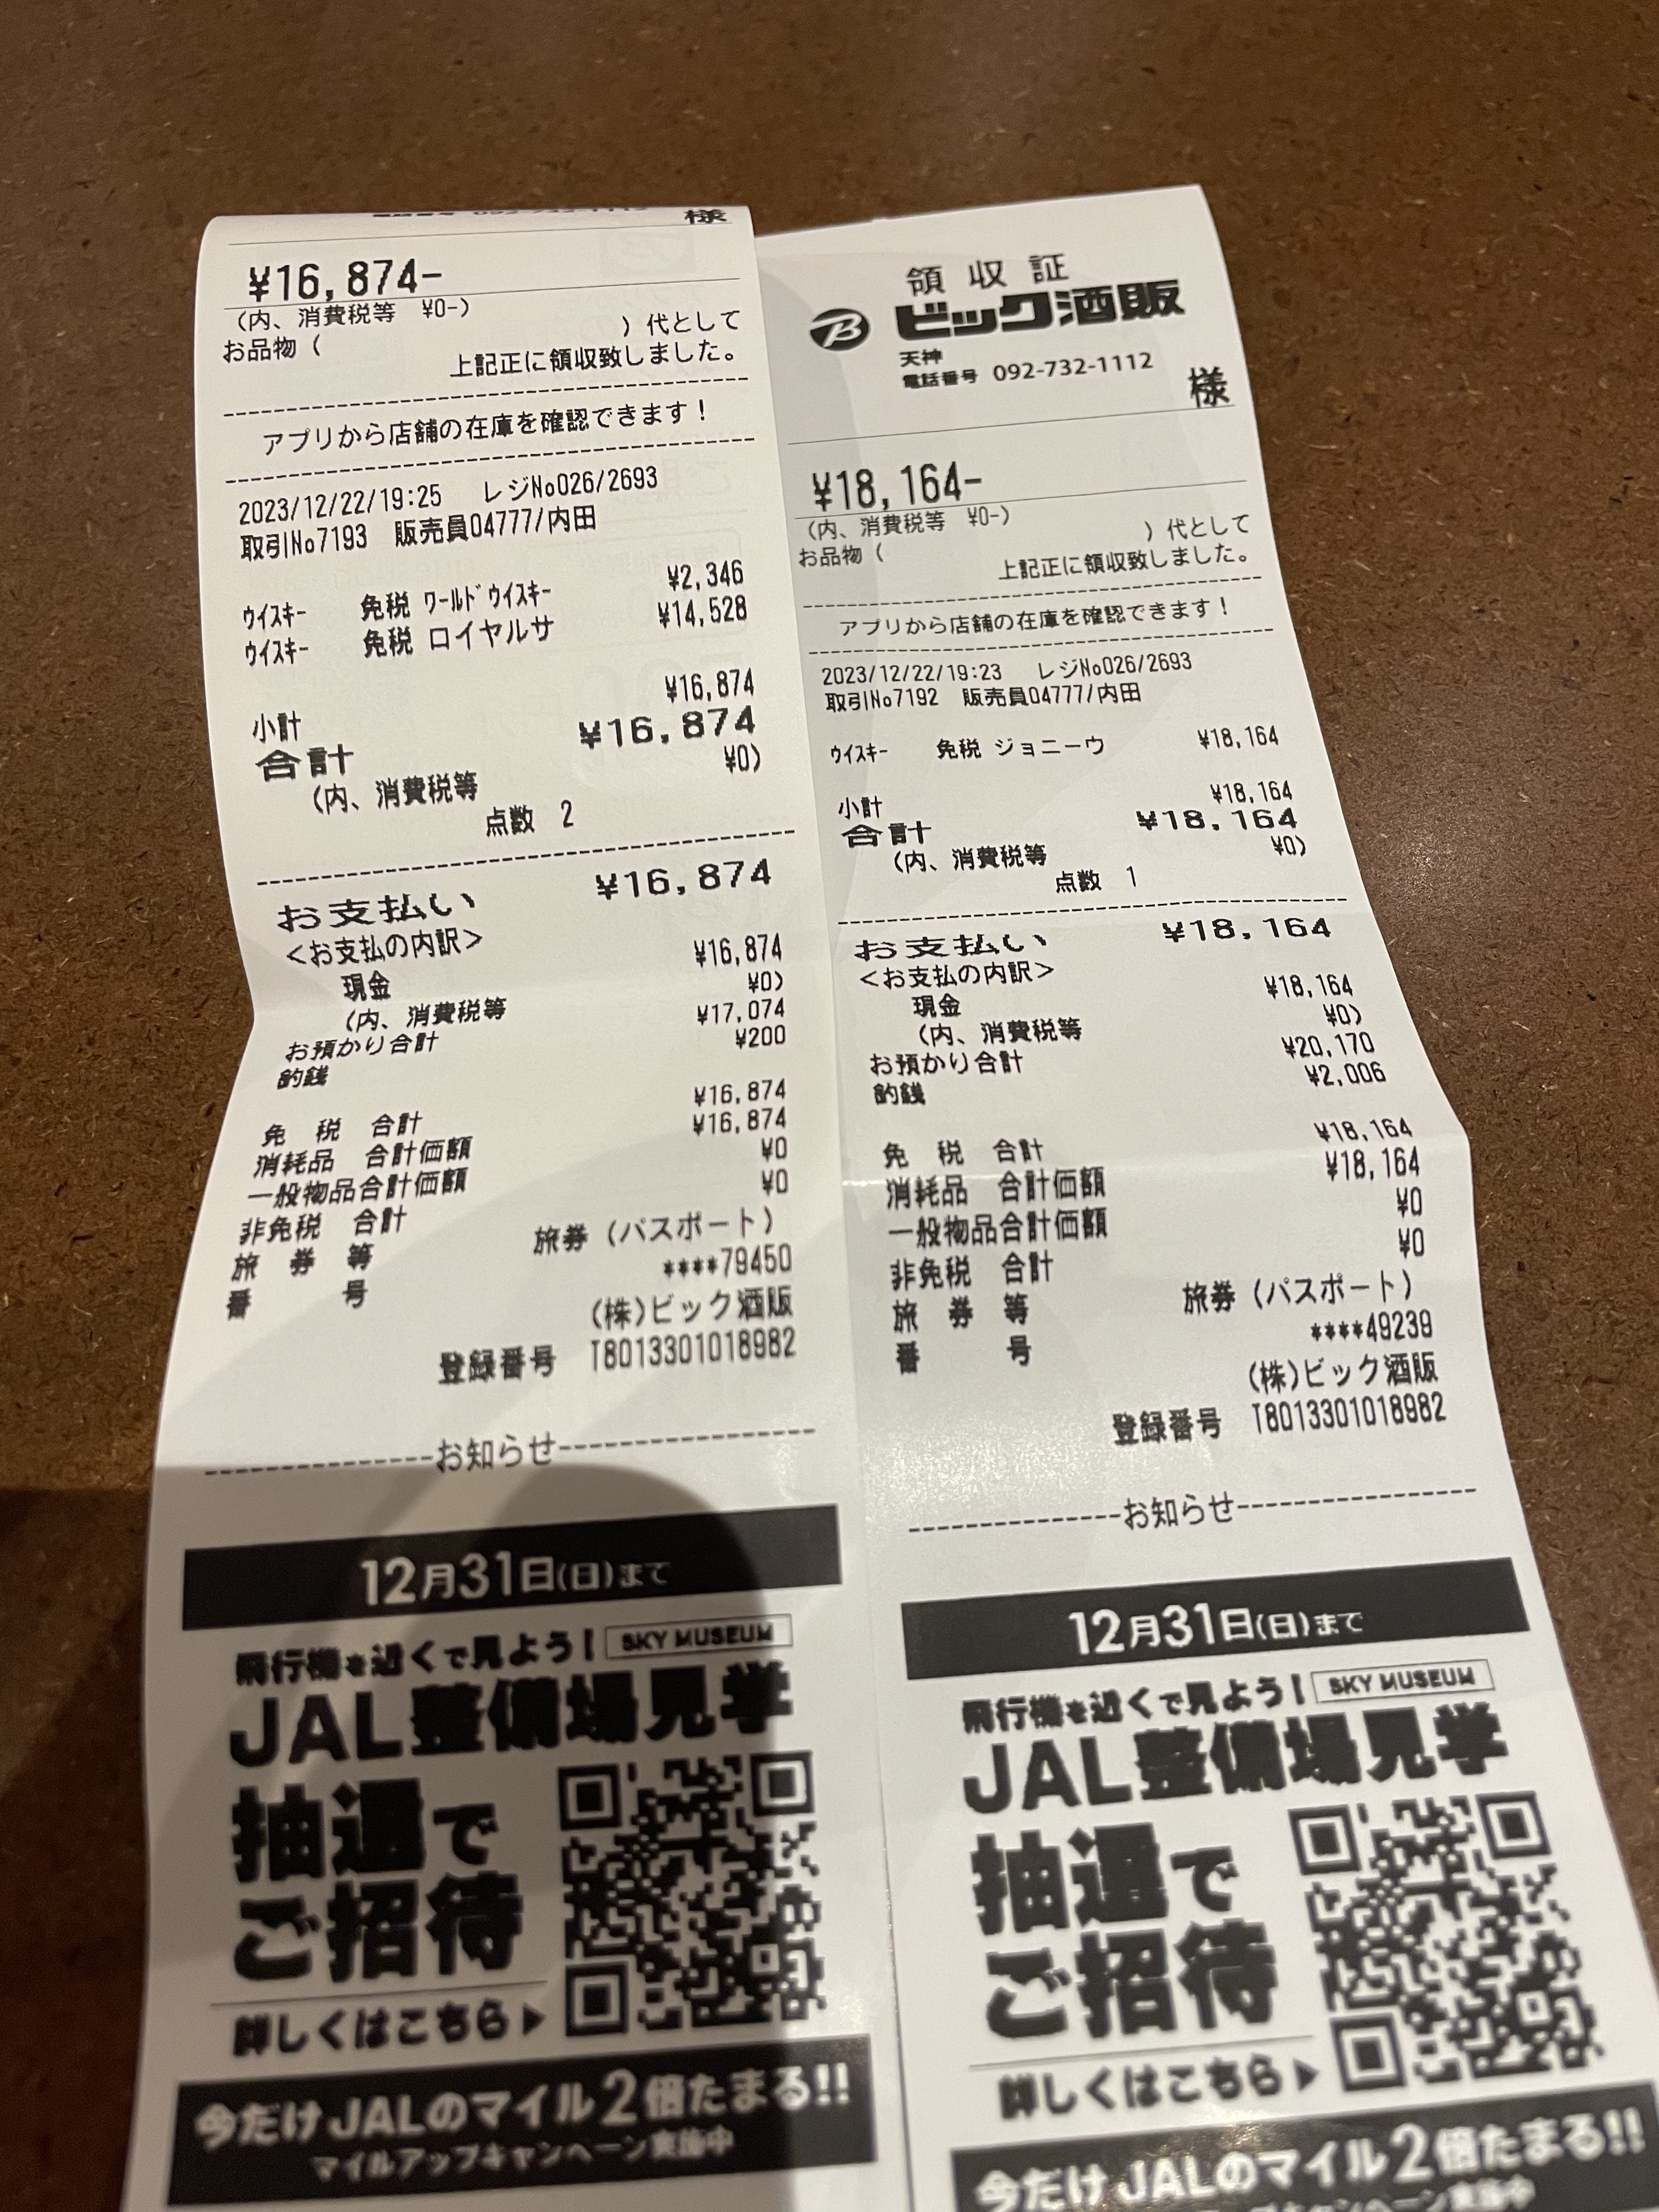 様
¥16,874-
(内、消費税等 ¥0-)
お品物( )代として
上記正に領収致しました。
アプリから店舗の在庫を確認できます!
2023/12/22/19:25 レジNo026/2693
取引No7193 販売員04777/内田
ウイスキー 免税 ワールドウイスキー ¥2,346
ウイスキー 免税 ロイヤルサ ¥14,528
小計 ¥16,874
合計 ¥16,874
(内、消費税等 ¥0)
点数 2
お支払い ¥16,874
<お支払の内訳>
現金 ¥16,874
(内、消費税等 ¥0)
お預かり合計 ¥17,074
釣銭 ¥200
免 税 合計 ¥16,874
消耗品 合計価額 ¥16,874
一般物品合計価額 ¥0
非免税 合計 ¥0
旅 券 等 旅券(パスポート)
番 号 ****79450
(株)ビック酒販
登録番号 T8013301018982
お知らせ
12月31日(日)まで
飛行機を近くで見よう! SKY MUSEUM
JAL整備場見学
抽選で
ご招待
詳しくはこちら▶
今だけJALのマイル2倍たまる!!
マイルアップキャンペーン実施中
領収証
B ビック酒販
天神
電話番号 092-732-1112
様
¥18,164-
(内、消費税等 ¥0-)
お品物( )代として
上記正に領収致しました。
アプリから店舗の在庫を確認できます!
2023/12/22/19:23 レジNo026/2693
取引No7192 販売員04777/内田
ウイスキー 免税 ジョニーウ ¥18,164
小計 ¥18,164
合計 ¥18,164
(内、消費税等 ¥0)
点数 1
お支払い ¥18,164
<お支払の内訳>
現金 ¥18,164
(内、消費税等 ¥0)
お預かり合計 ¥20,170
釣銭 ¥2,006
免 税 合計 ¥18,164
消耗品 合計価額 ¥18,164
一般物品合計価額 ¥0
非免税 合計 ¥0
旅 券 等 旅券(パスポート)
番 号 ****49239
(株)ビック酒販
登録番号 T8013301018982
お知らせ
12月31日(日)まで
飛行機を近くで見よう! SKY MUSEUM
JAL整備場見学
抽選で
ご招待
詳しくはこちら▶
今だけJALのマイル2倍たまる!!